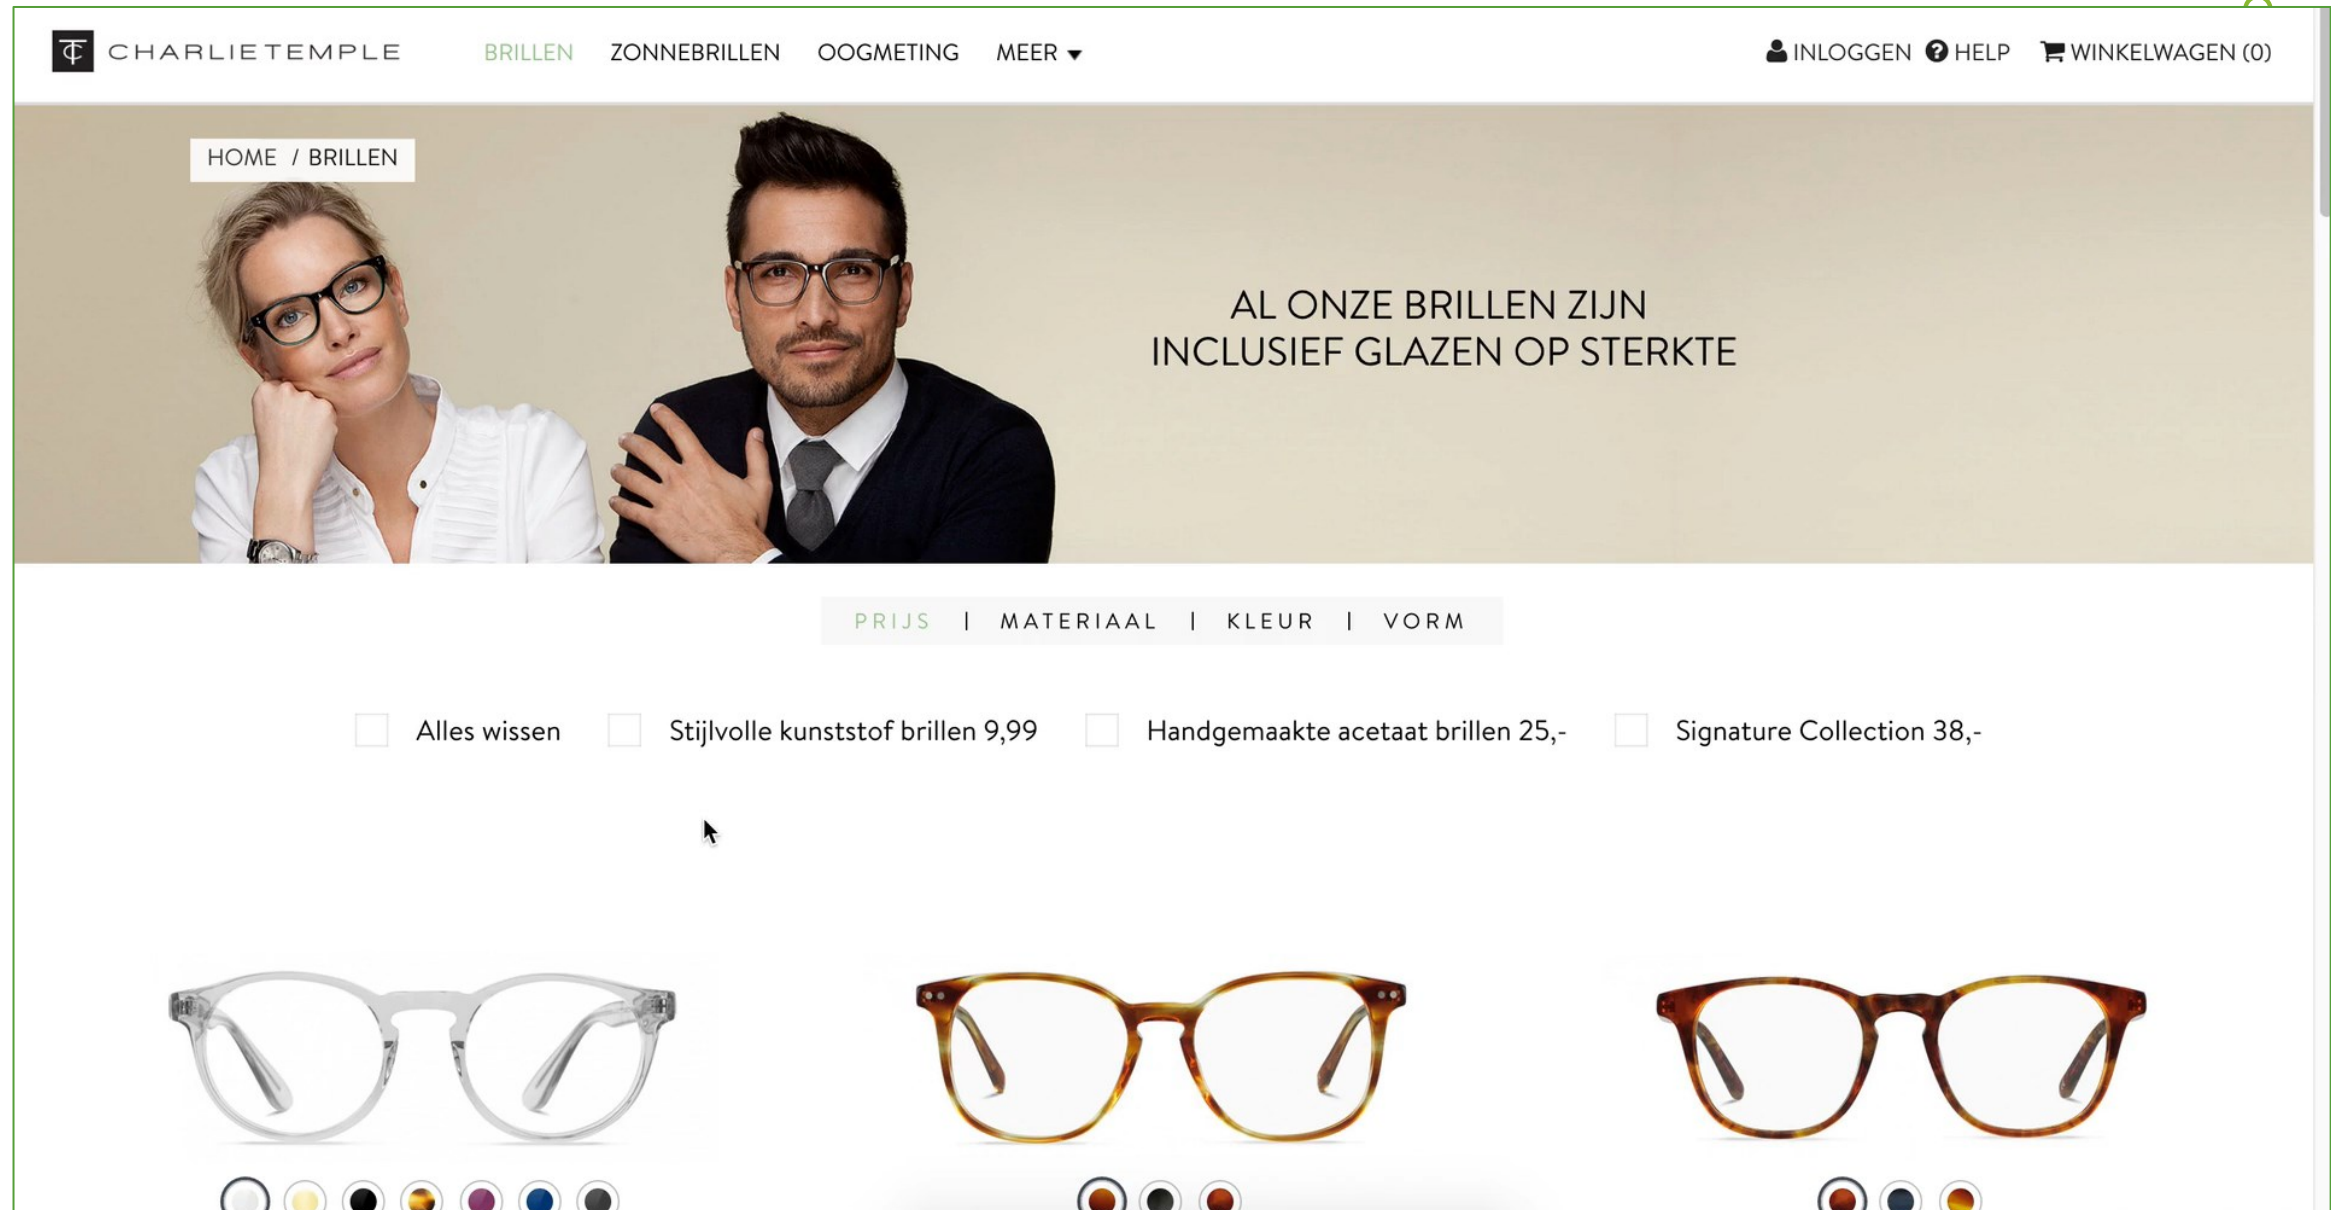 CHARLIETEMPLE BRILLEN ZONNEBRILLEN OOGMETING MEER INLOGGEN HELP WINKELWAGEN (0)
HOME / BRILLEN
AL ONZE BRILLEN ZIJN
INCLUSIEF GLAZEN OP STERKTE
PRIJS | MATERIAAL | KLEUR | VORM
Alles wissen Stijlvolle kunststof brillen 9,99 Handgemaakte acetaat brillen 25,- Signature Collection 38,-